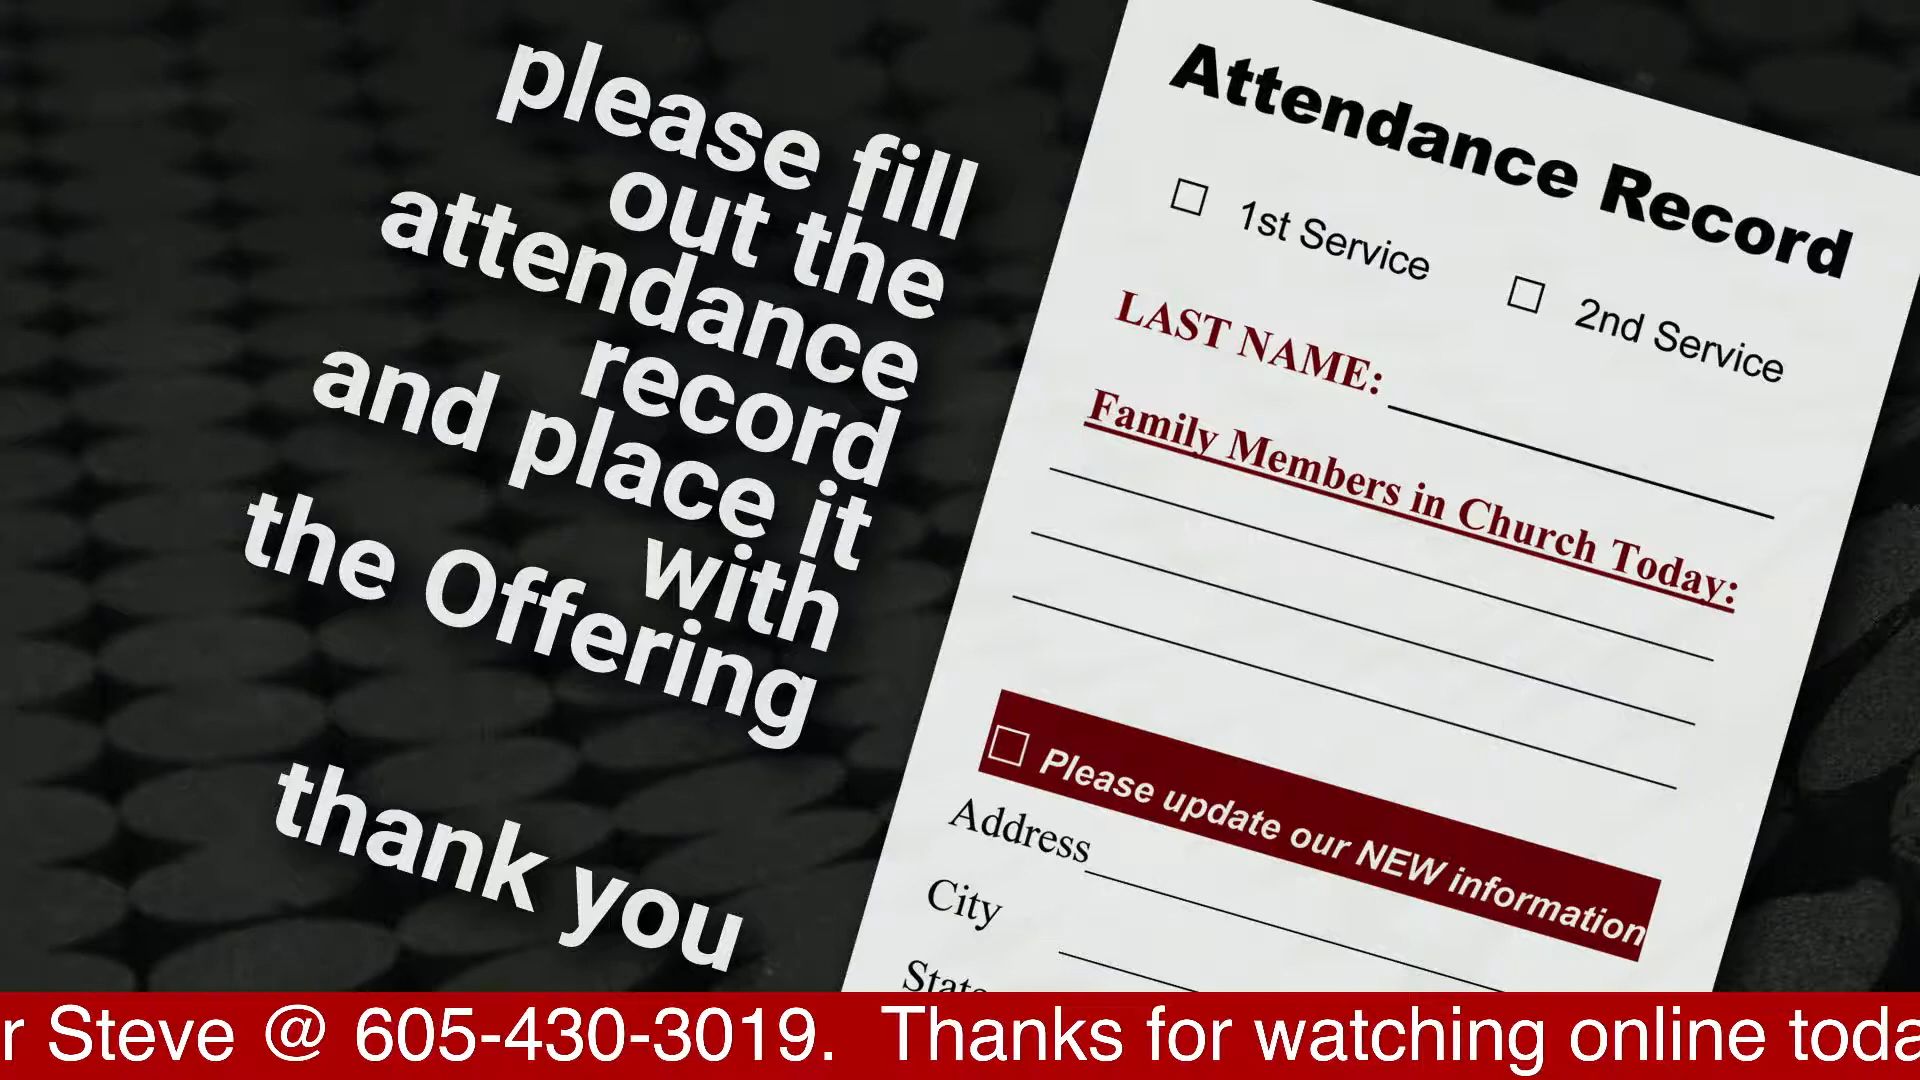 please fill
out the
attendance
record
and place it
with
the Offering
thank you
Attendance Record
☐ 1st Service ☐ 2nd Service
LAST NAME:
Family Members in Church Today:
☐ Please update our NEW information
Address
City
State
r Steve @ 605-430-3019. Thanks for watching online toda